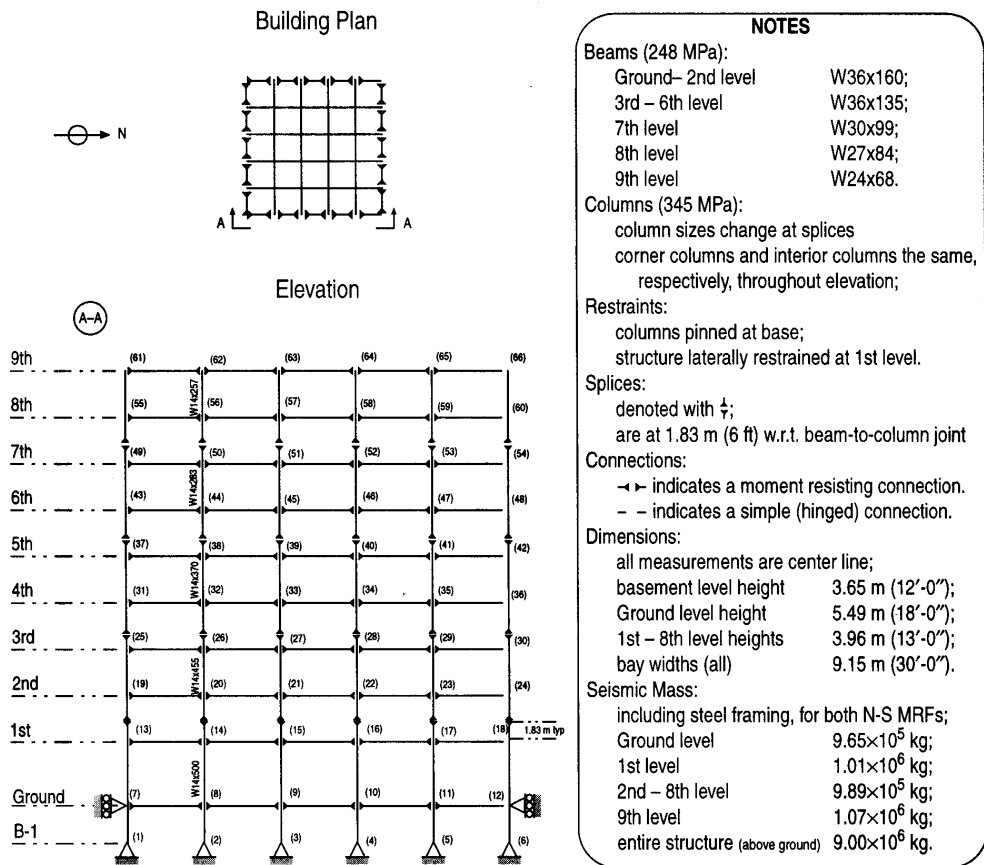 Building Plan
N
A
A
Elevation
A–A
9th
(61) (62) (63) (64) (65) (66)
W14x257
8th
(55) (56) (57) (58) (59) (60)
7th
(49) (50) (51) (52) (53) (54)
W14x283
6th
(43) (44) (45) (46) (47) (48)
5th
(37) (38) (39) (40) (41) (42)
W14x370
4th
(31) (32) (33) (34) (35) (36)
3rd
(25) (26) (27) (28) (29) (30)
W14x455
2nd
(19) (20) (21) (22) (23) (24)
1st
(13) (14) (15) (16) (17) (18) 1.83 m typ
W14x500
Ground
(7) (8) (9) (10) (11) (12)
B-1
(1) (2) (3) (4) (5) (6)
NOTES
Beams (248 MPa):
Ground– 2nd level W36x160;
3rd – 6th level W36x135;
7th level W30x99;
8th level W27x84;
9th level W24x68.
Columns (345 MPa):
column sizes change at splices
corner columns and interior columns the same,
respectively, throughout elevation;
Restraints:
columns pinned at base;
structure laterally restrained at 1st level.
Splices:
denoted with ;
are at 1.83 m (6 ft) w.r.t. beam-to-column joint
Connections:
indicates a moment resisting connection.
– – indicates a simple (hinged) connection.
Dimensions:
all measurements are center line;
basement level height 3.65 m (12′-0″);
Ground level height 5.49 m (18′-0″);
1st – 8th level heights 3.96 m (13′-0″);
bay widths (all) 9.15 m (30′-0″).
Seismic Mass:
including steel framing, for both N-S MRFs;
Ground level 9.65×10⁵ kg;
1st level 1.01×10⁶ kg;
2nd – 8th level 9.89×10⁵ kg;
9th level 1.07×10⁶ kg;
entire structure (above ground) 9.00×10⁶ kg.